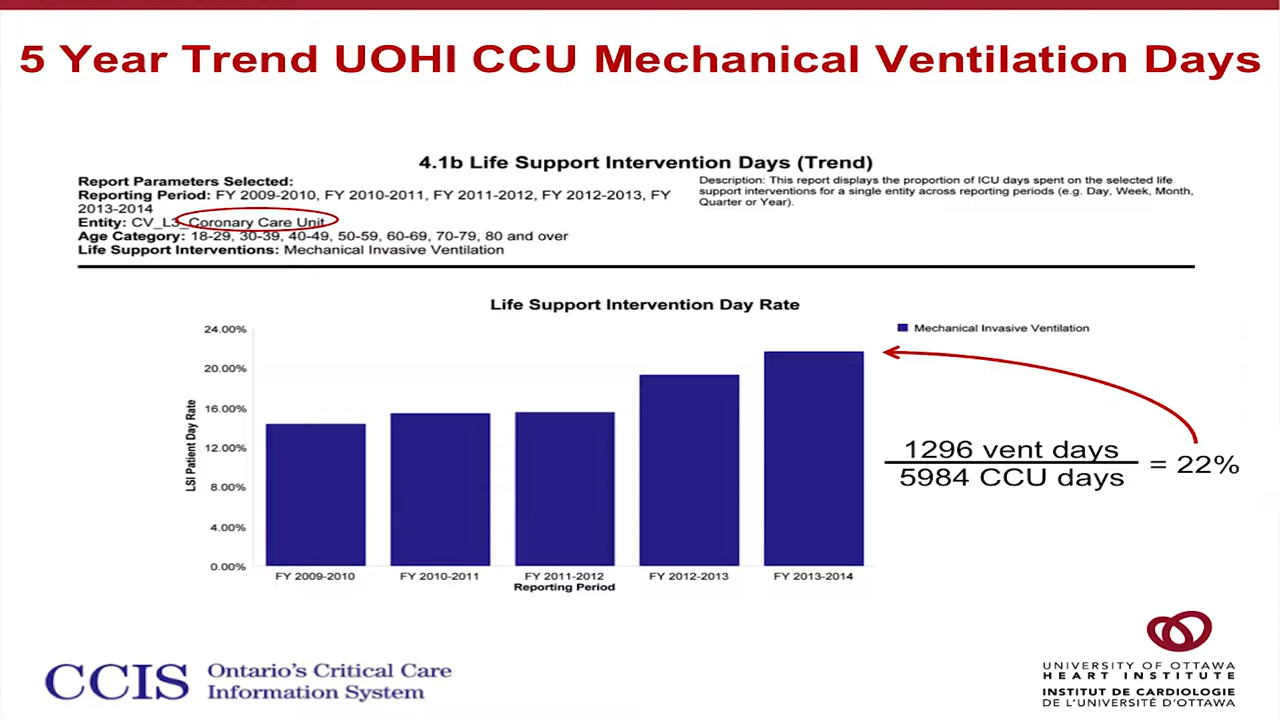 5 Year Trend UOHI CCU Mechanical Ventilation Days
4.1b Life Support Intervention Days (Trend)
Report Parameters Selected:
Reporting Period: FY 2009-2010, FY 2010-2011, FY 2011-2012, FY 2012-2013, FY
2013-2014
Entity: CV_L3_Coronary Care Unit
Age Category: 18-29, 30-39, 40-49, 50-59, 60-69, 70-79, 80 and over
Life Support Interventions: Mechanical Invasive Ventilation
Description: This report displays the proportion of ICU days spent on the selected life
support interventions for a single entity across reporting periods (e.g. Day, Week, Month,
Quarter or Year).
Life Support Intervention Day Rate
Mechanical Invasive Ventilation
LSI Patient Day Rate
24.00%
20.00%
16.00%
12.00%
8.00%
4.00%
0.00%
FY 2009-2010 FY 2010-2011 FY 2011-2012 FY 2012-2013 FY 2013-2014
Reporting Period
1296 vent days
5984 CCU days
= 22%
CCIS
Ontario's Critical Care
Information System
UNIVERSITY OF OTTAWA
HEART INSTITUTE
INSTITUT DE CARDIOLOGIE
DE L'UNIVERSITÉ D'OTTAWA